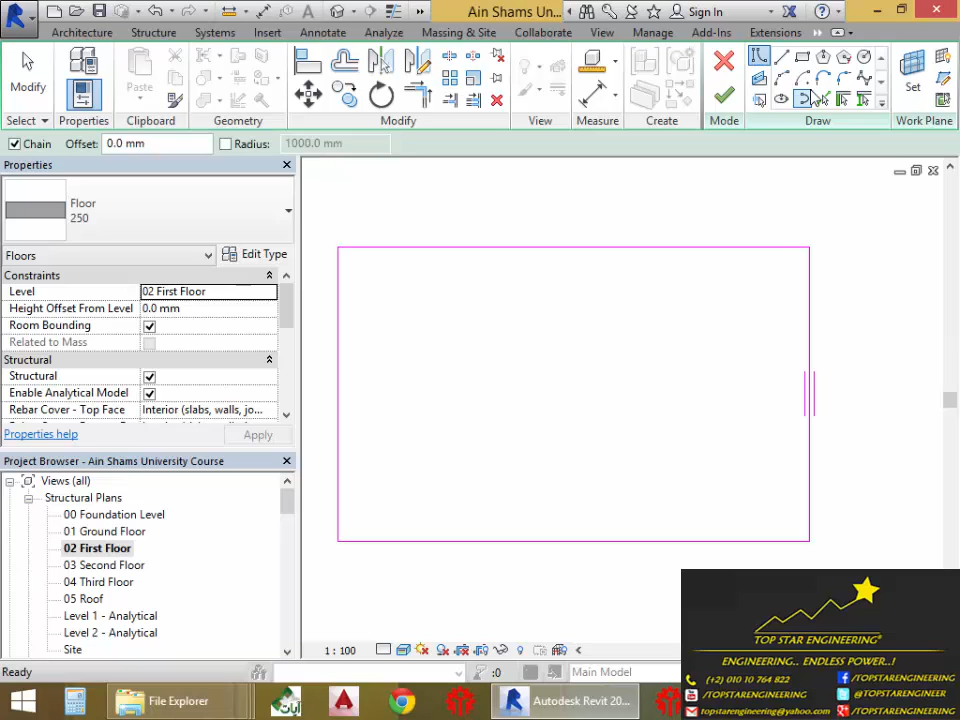 Ain Shams Un...
Sign In
Architecture Structure Systems Insert Annotate Analyze Massing & Site Collaborate View Manage Add-Ins Extensions
Modify
Paste
Set
Select Properties Clipboard Geometry Modify View Measure Create Mode Draw Work Plane
Chain Offset: 0.0 mm Radius: 1000.0 mm
Properties
Floor
250
Floors Edit Type
Constraints
Level 02 First Floor
Height Offset From Level 0.0 mm
Room Bounding
Related to Mass
Structural
Structural
Enable Analytical Model
Rebar Cover - Top Face Interior (slabs, walls, jo...
Properties help Apply
Project Browser - Ain Shams University Course
Views (all)
Structural Plans
00 Foundation Level
01 Ground Floor
02 First Floor
03 Second Floor
04 Third Floor
05 Roof
Level 1 - Analytical
Level 2 - Analytical
Site
1 : 100
Ready
:0
Main Model
File Explorer
Autodesk Revit 20...
TOP STAR ENGINEERING®
ENGINEERING.. ENDLESS POWER..!
(+2) 010 10 764 822
/TOPSTARENGINEERING
/TOPSTARENGINEERING
@TOPSTARENGINEER
topstarengineering@yahoo.com
/TOPSTARENGINEERING